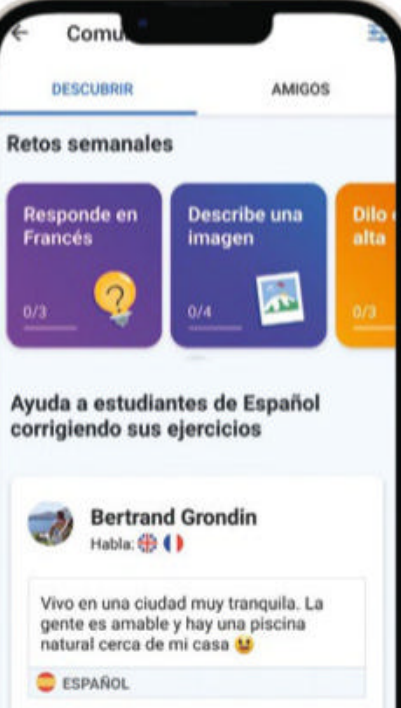 DESCUBRIR
AMIGOS
Retos semanales
Responde en
Francés
0/3
Describe una
imagen
0/4
Dilo
alta
0/3
Ayuda a estudiantes de Español
corrigiendo sus ejercicios
Bertrand Grondin
Habla:
Vivo en una ciudad muy tranquila. La
gente es amable y hay una piscina
natural cerca de mi casa
ESPAÑOL